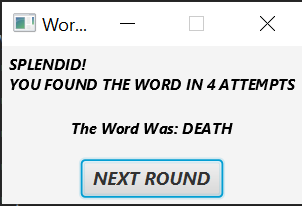 Wor...
SPLENDID!
YOU FOUND THE WORD IN 4 ATTEMPTS
The Word Was: DEATH
NEXT ROUND